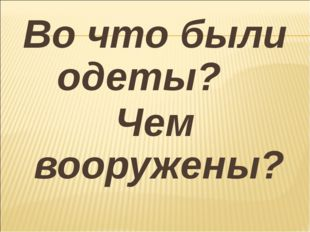 Во что были
одеты?
Чем
вооружены?